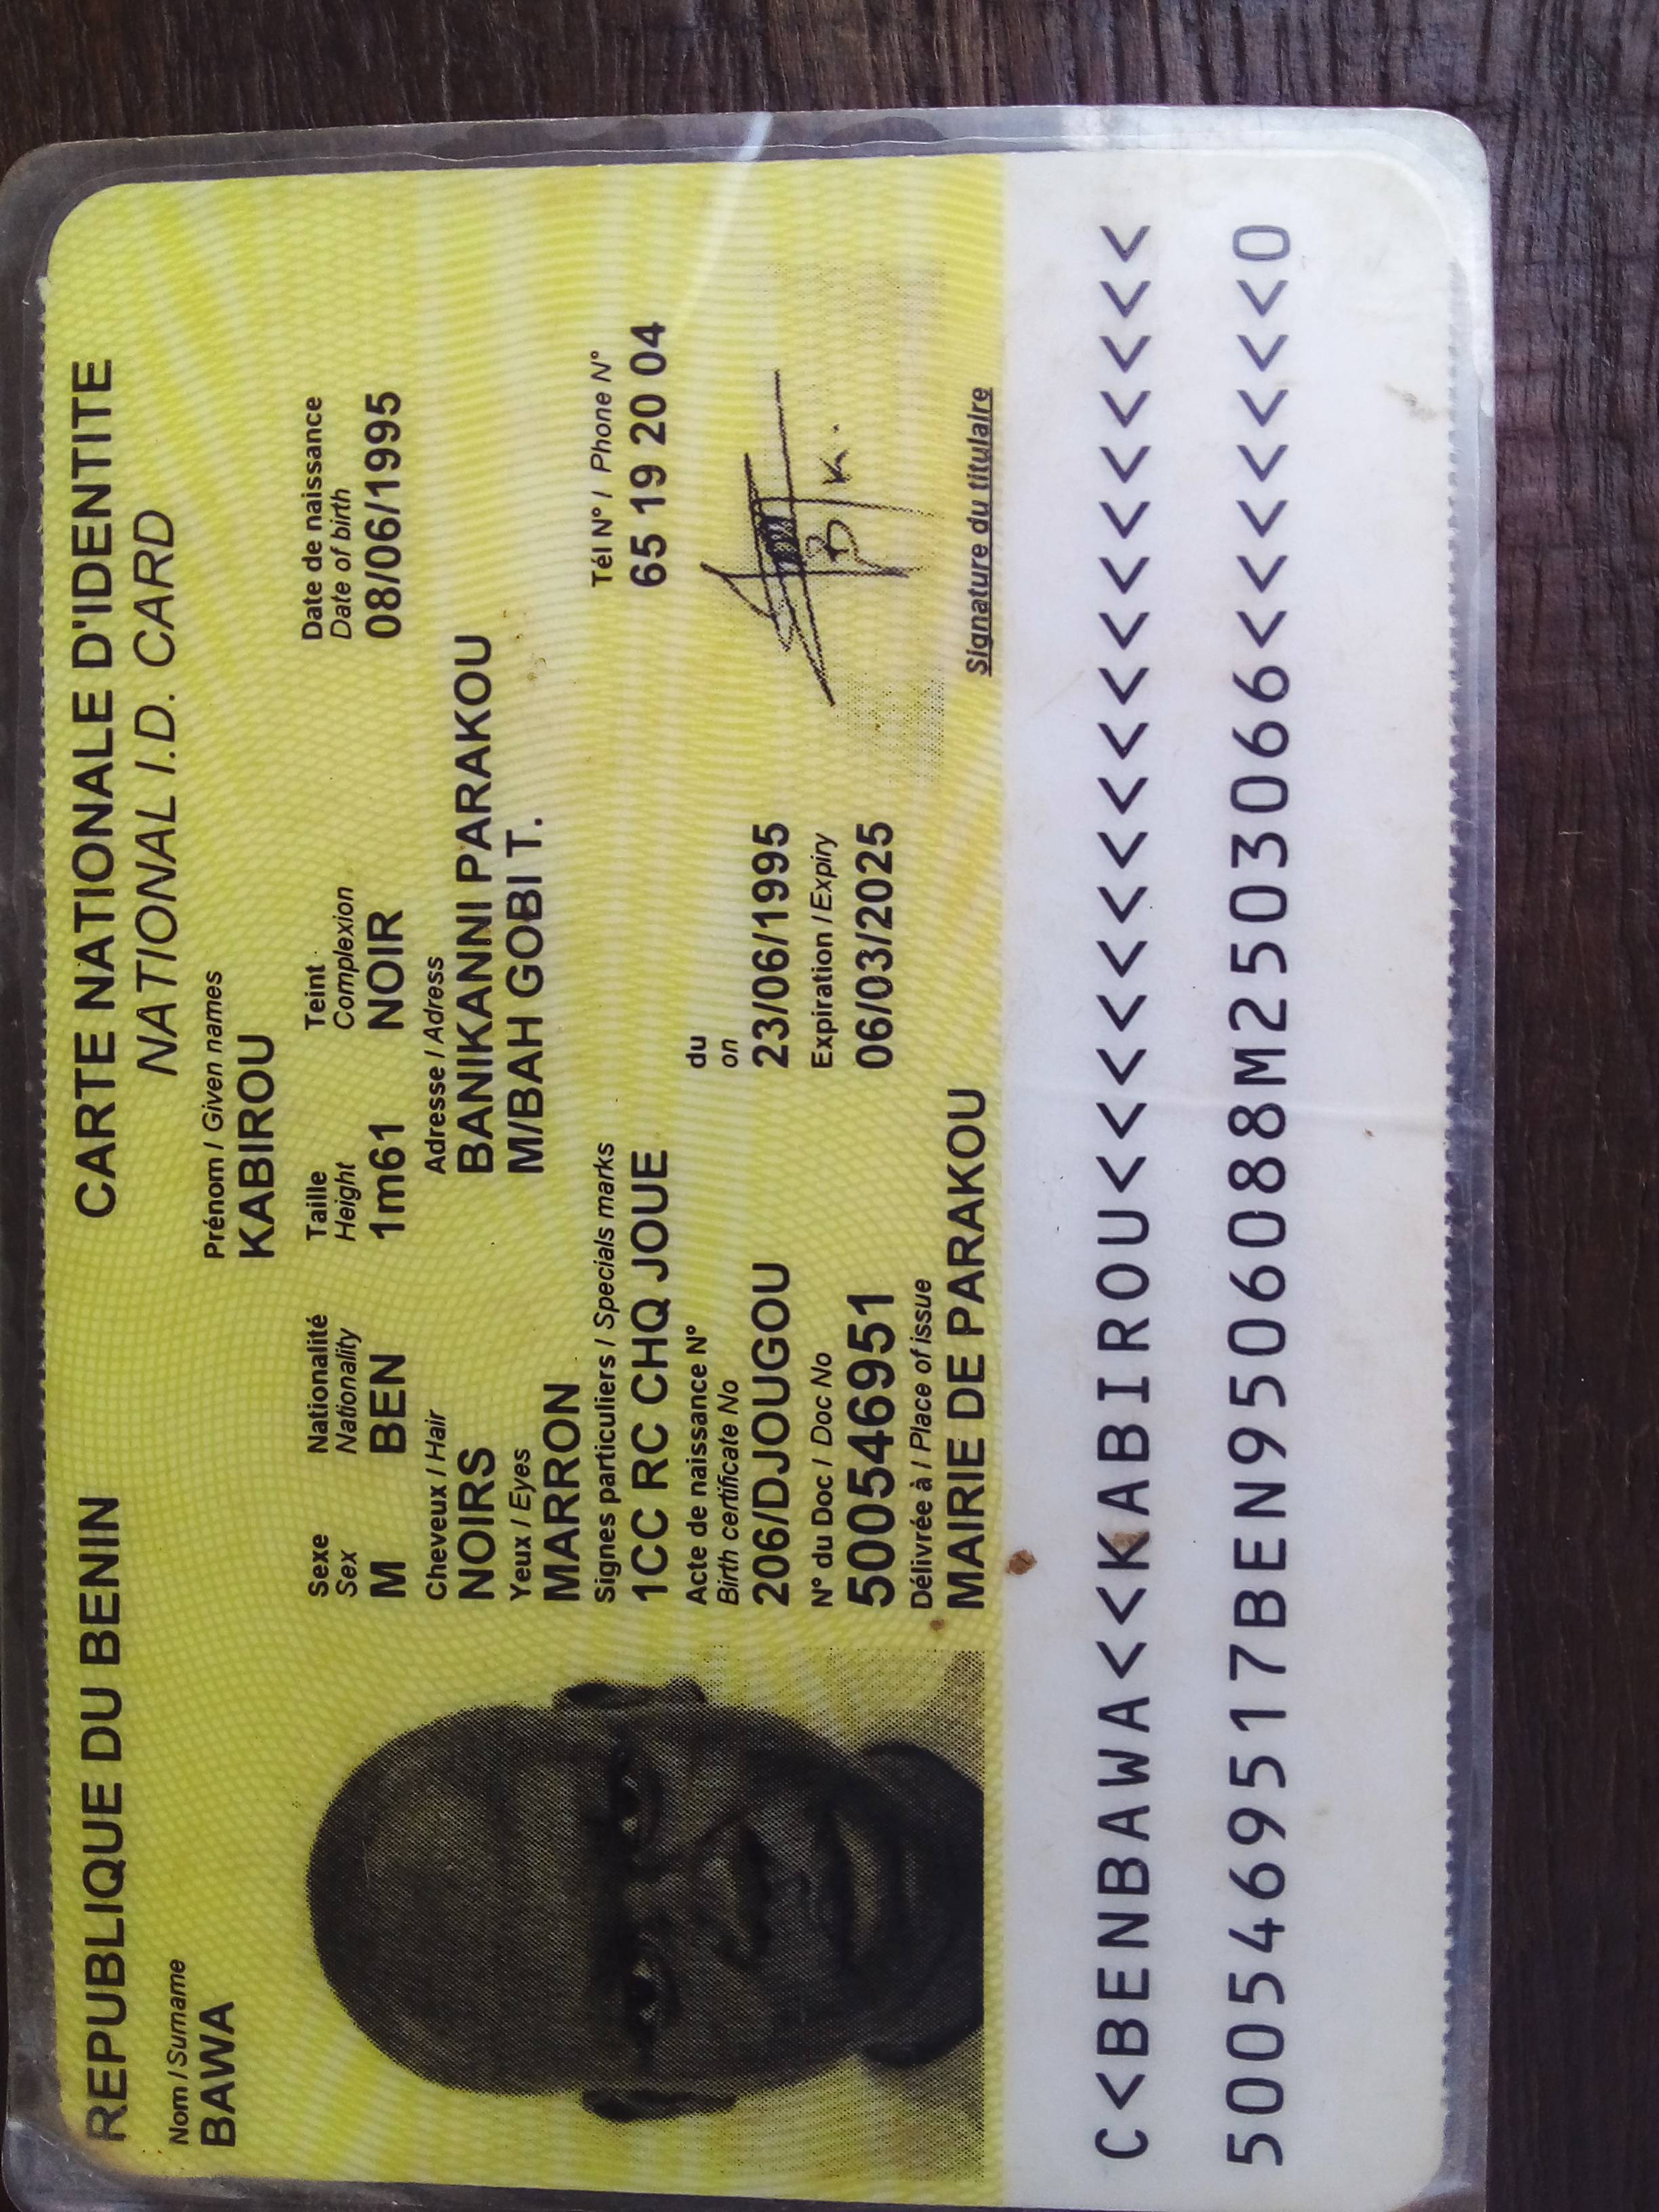 REPUBLIQUE DU BENIN CARTE NATIONALE D'IDENTITE
NATIONAL I.D. CARD
Nom / Surname Prénom / Given names
BAWA KABIROU
Sexe Nationalité Taille Teint Date de naissance
Sex Nationality Height Complexion Date of birth
M BEN 1m61 NOIR 08/06/1995
Cheveux / Hair Adresse / Adress
NOIRS BANIKANNI PARAKOU
Yeux / Eyes M/BAH GOBI T.
MARRON
Signes particuliers / Specials marks Tél N° / Phone N°
1CC RC CHQ JOUE 65 19 20 04
Acte de naissance N° du
Birth certificate No on
206/DJOUGOU 23/06/1995
N° du Doc / Doc No Expiration / Expiry
500546951 06/03/2025
B K.
Délivrée à / Place of issue
MAIRIE DE PARAKOU Signature du titulaire
C<BENBAWA<<KABIROU<<<<<<<<<<<<<<<<<<
5005469517BEN9506088M2503066<<<<<<<0